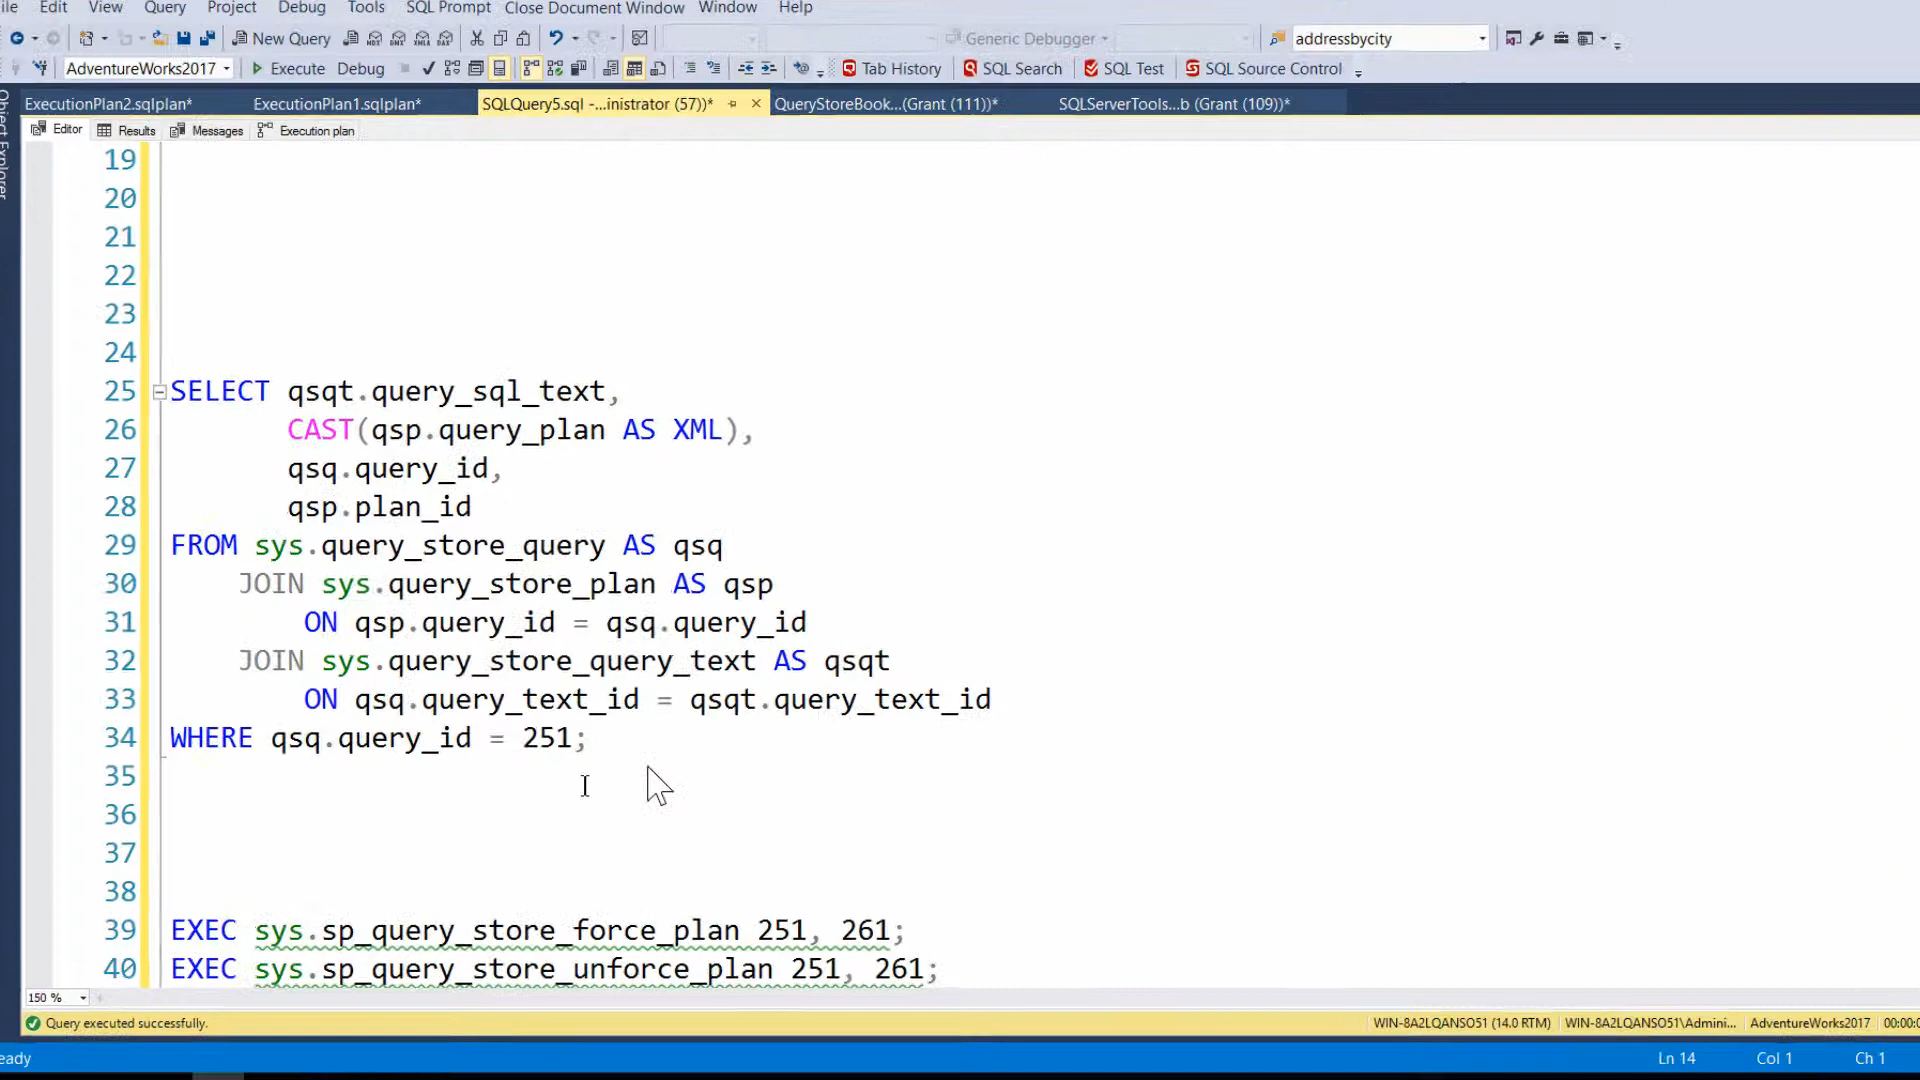 ile Edit View Query Project Debug Tools SQL Prompt Close Document Window Window Help
New Query Generic Debugger addressbycity
AdventureWorks2017 Execute Debug Tab History SQL Search SQL Test SQL Source Control
ExecutionPlan2.sqlplan* ExecutionPlan1.sqlplan* SQLQuery5.sql -...inistrator (57))* QueryStoreBook...(Grant (111))* SQLServerTools...b (Grant (109))*
Object Explorer
Editor Results Messages Execution plan
19
20
21
22
23
24
25 SELECT qsqt.query_sql_text,
26 CAST(qsp.query_plan AS XML),
27 qsq.query_id,
28 qsp.plan_id
29 FROM sys.query_store_query AS qsq
30 JOIN sys.query_store_plan AS qsp
31 ON qsp.query_id = qsq.query_id
32 JOIN sys.query_store_query_text AS qsqt
33 ON qsq.query_text_id = qsqt.query_text_id
34 WHERE qsq.query_id = 251;
35
36
37
38
39 EXEC sys.sp_query_store_force_plan 251, 261;
40 EXEC sys.sp_query_store_unforce_plan 251, 261;
150 %
Query executed successfully. WIN-8A2LQANSO51 (14.0 RTM) WIN-8A2LQANSO51\Admini... AdventureWorks2017 00:00:0
eady Ln 14 Col 1 Ch 1